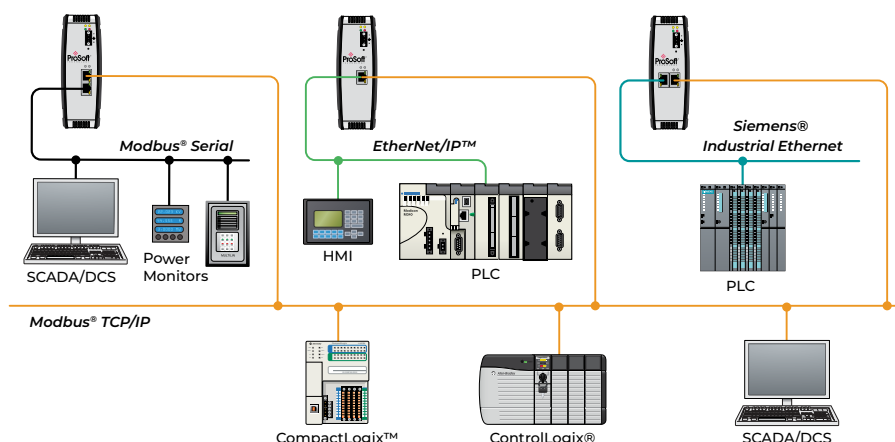 ProSoft
ProSoft
ProSoft
Modbus® Serial
EtherNet/IP™
Siemens®
Industrial Ethernet
SCADA/DCS
Power
Monitors
HMI
PLC
PLC
Modbus® TCP/IP
CompactLogix™
ControlLogix®
SCADA/DCS